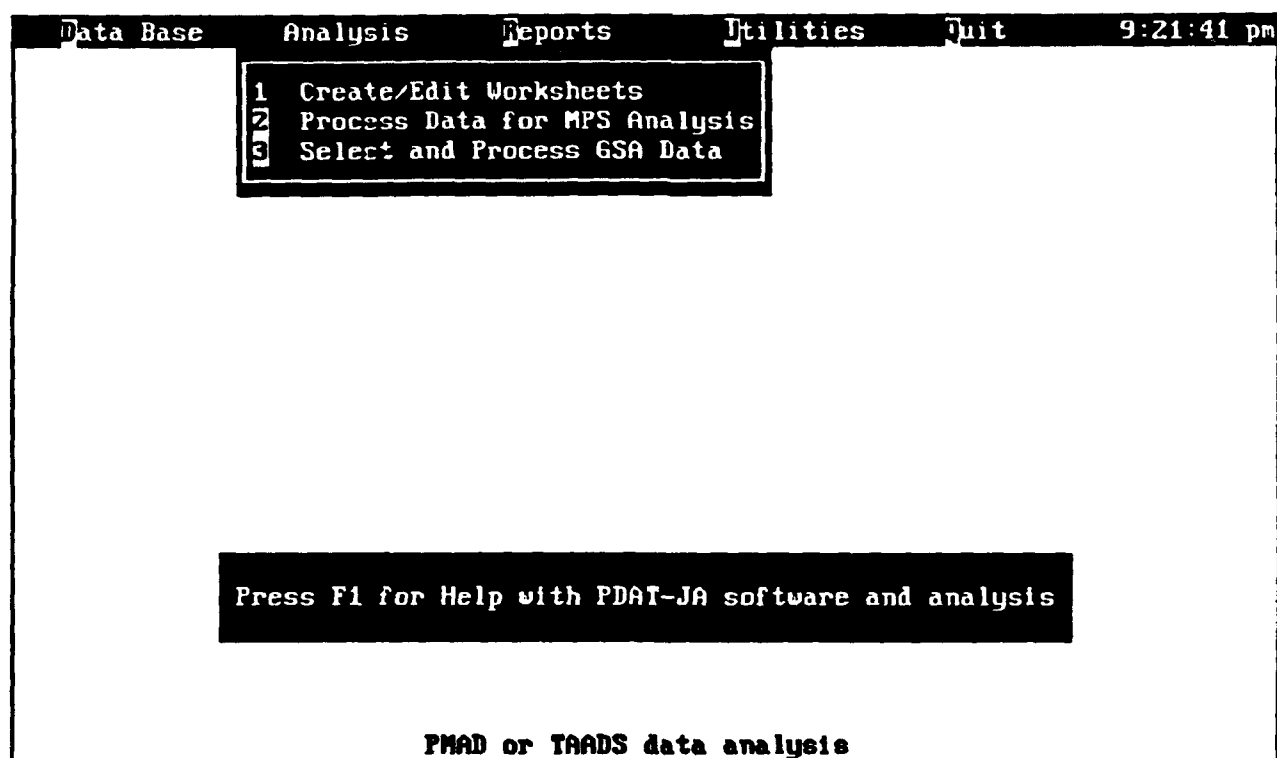 Data Base Analysis Reports Utilities Quit 9:21:41 pm
1 Create/Edit Worksheets
2 Process Data for MPS Analysis
3 Select and Process GSA Data
Press F1 for Help with PDAT-JA software and analysis
PMAD or TAADS data analysis